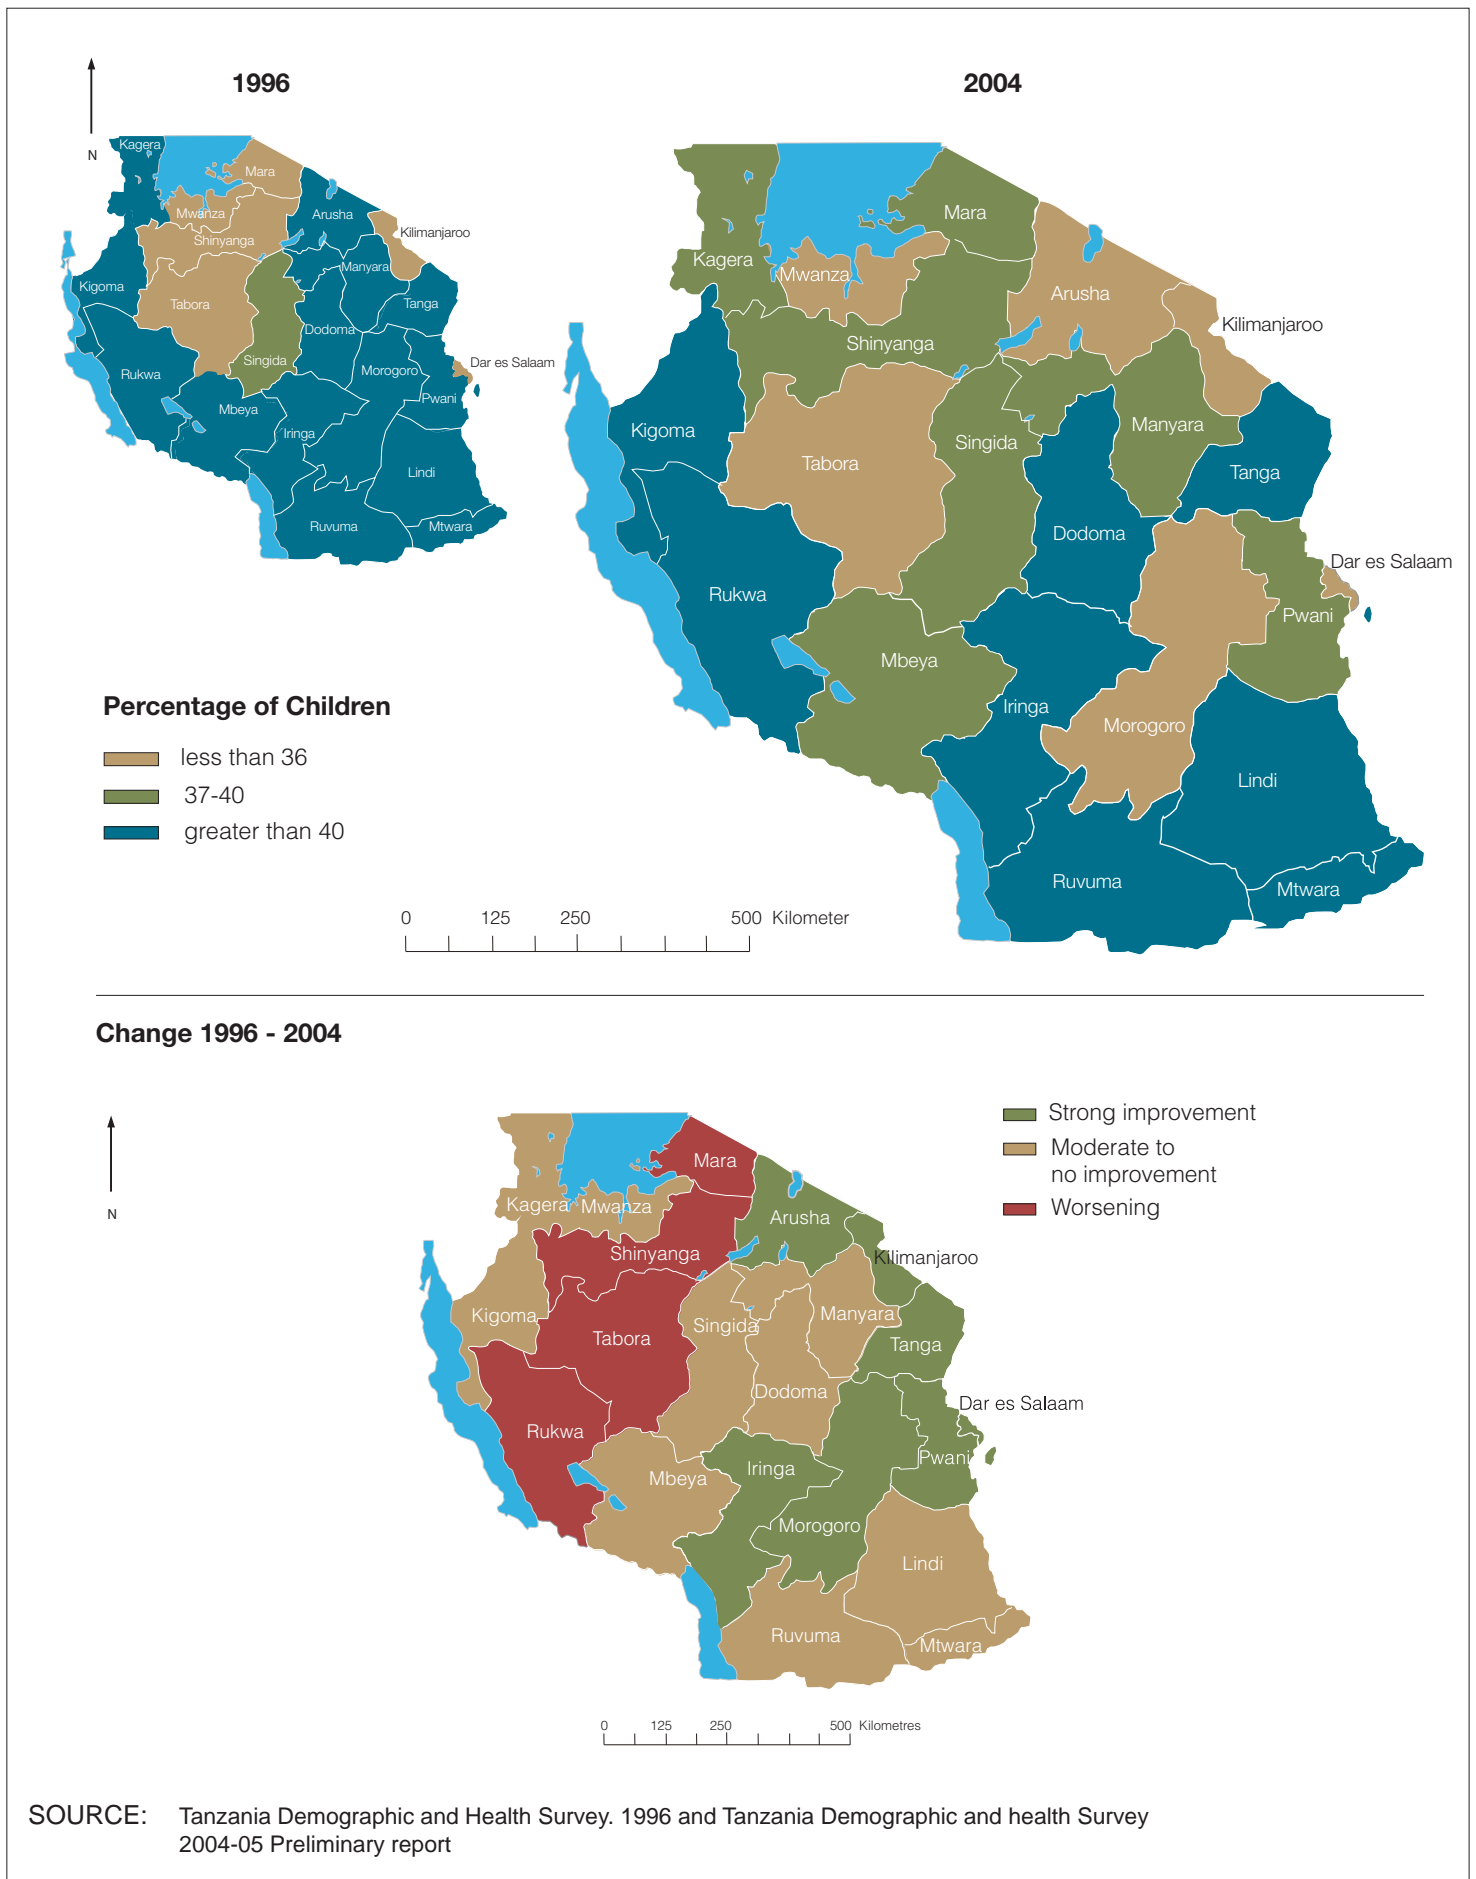 1996
2004
N
Kagera
Mara
Mwanza
Arusha
Shinyanga
Kilimanjaroo
Manyara
Kigoma
Tabora
Tanga
Dodoma
Singida
Dar es Salaam
Rukwa
Morogoro
Mbeya
Pwani
Iringa
Lindi
Ruvuma
Mtwara
Mara
Kagera
Mwanza
Arusha
Kilimanjaroo
Shinyanga
Manyara
Kigoma
Singida
Tabora
Tanga
Dodoma
Dar es Salaam
Rukwa
Pwani
Mbeya
Iringa
Morogoro
Lindi
Ruvuma
Mtwara
Percentage of Children
less than 36
37-40
greater than 40
0 125 250 500 Kilometer
Change 1996 - 2004
N
Strong improvement
Moderate to
no improvement
Worsening
Mara
Kagera
Mwanza
Arusha
Shinyanga
Kilimanjaroo
Kigoma
Manyara
Singida
Tabora
Tanga
Dodoma
Dar es Salaam
Rukwa
Pwani
Iringa
Mbeya
Morogoro
Lindi
Ruvuma
Mtwara
0 125 250 500 Kilometres
SOURCE: Tanzania Demographic and Health Survey. 1996 and Tanzania Demographic and health Survey
2004-05 Preliminary report